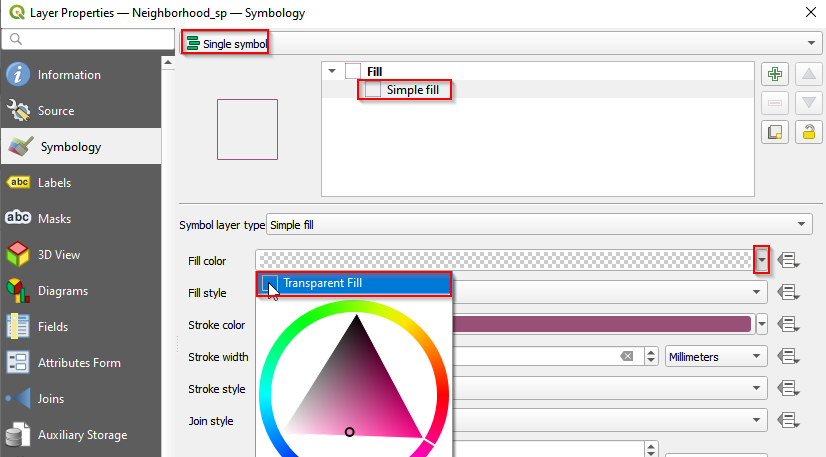 Layer Properties — Neighborhood_sp — Symbology
Single symbol
Information
Source
Symbology
abc Labels
abc Masks
3D View
Diagrams
Fields
Attributes Form
Joins
Auxiliary Storage
Fill
Simple fill
Symbol layer type Simple fill
Fill color
Transparent Fill
Fill style
Stroke color
Stroke width
Millimeters
Stroke style
Join style